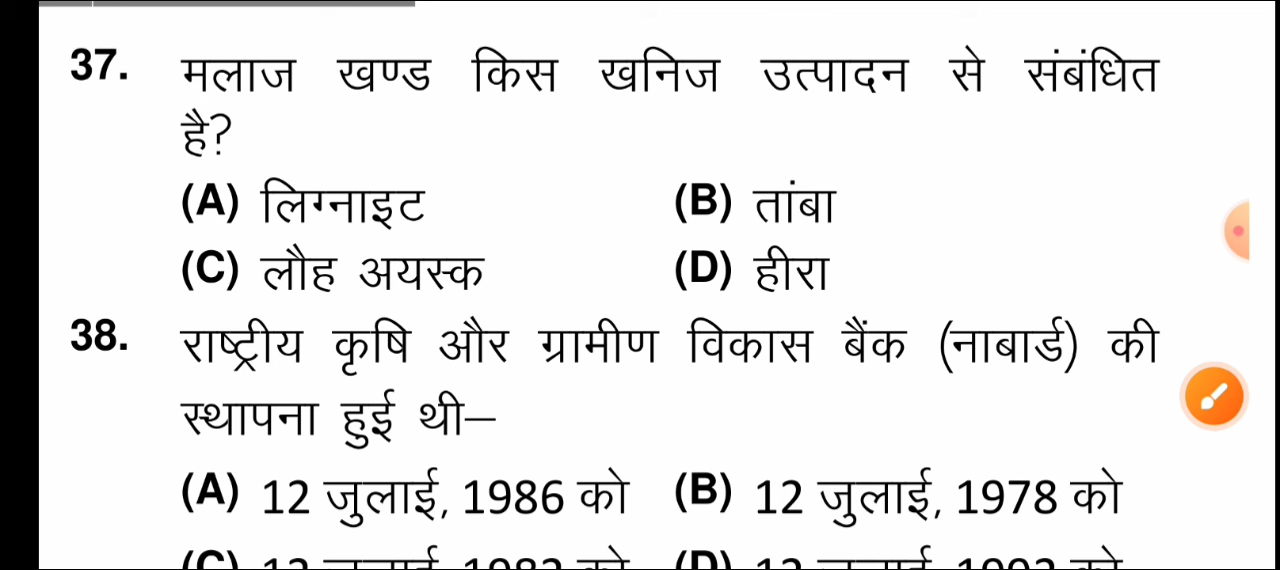 37. मलाज खण्ड किस खनिज उत्पादन से संबंधित
है?
(A) लिग्नाइट (B) तांबा
(C) लौह अयस्क (D) हीरा
38. राष्ट्रीय कृषि और ग्रामीण विकास बैंक (नाबार्ड) की
स्थापना हुई थी–
(A) 12 जुलाई, 1986 को (B) 12 जुलाई, 1978 को